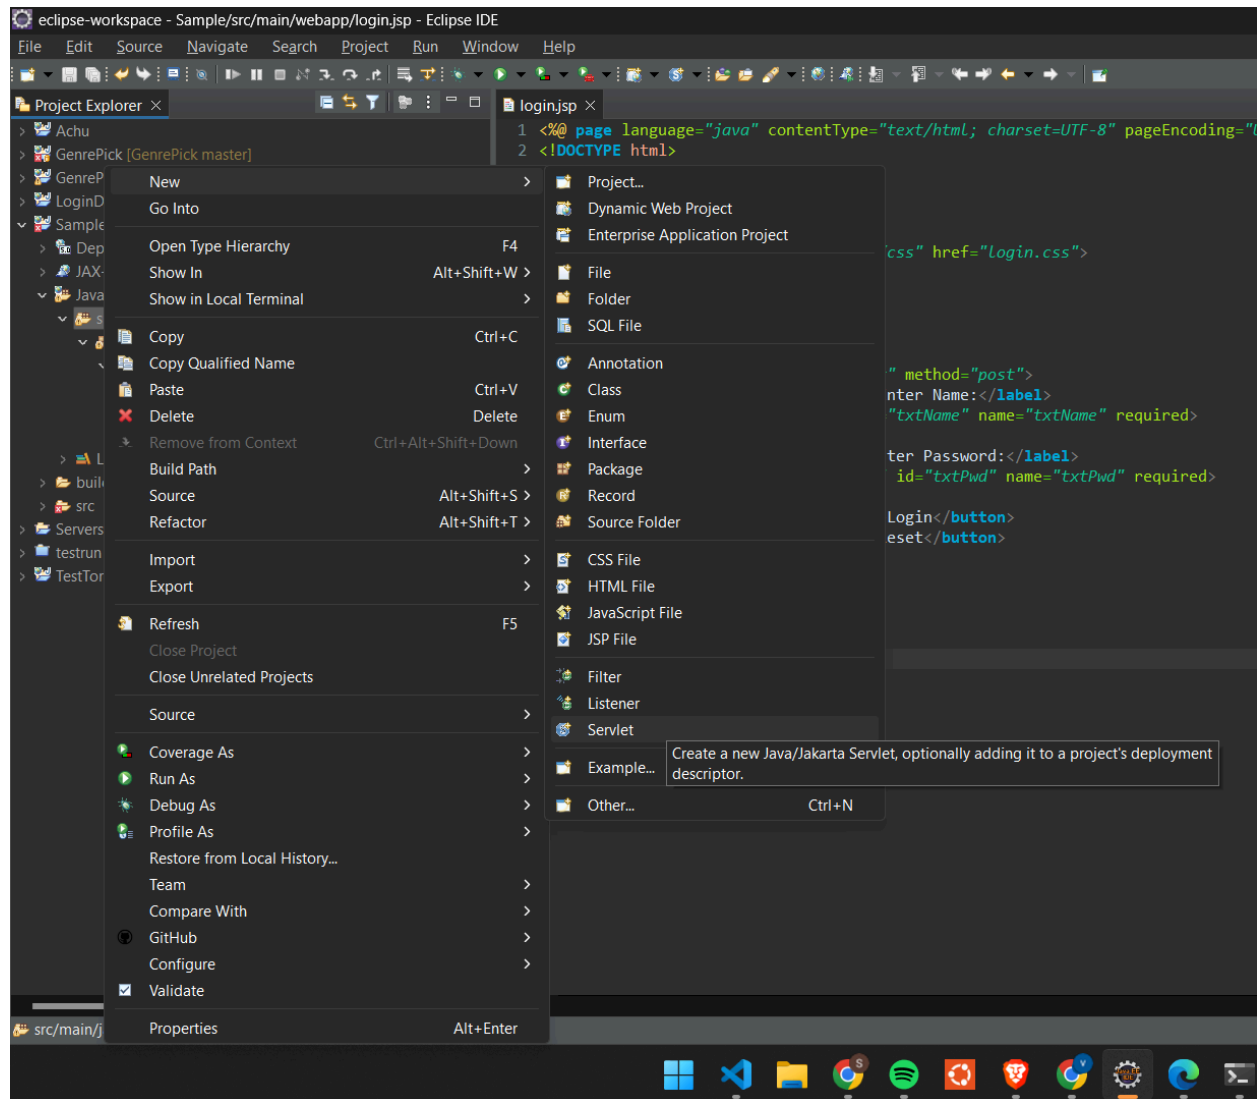 eclipse-workspace - Sample/src/main/webapp/login.jsp - Eclipse IDE
File Edit Source Navigate Search Project Run Window Help
Project Explorer
login.jsp
Achu
GenrePick [GenrePick master]
GenreP
LoginD
Sample
Dep
JAX-
Java
s
L
build
src
Servers
testrun
TestTor
1 <%@ page language="java" contentType="text/html; charset=UTF-8" pageEncoding="U
2 <!DOCTYPE html>
css" href="login.css">
" method="post">
nter Name:</label>
"txtName" name="txtName" required>
ter Password:</label>
id="txtPwd" name="txtPwd" required>
Login</button>
eset</button>
New
Go Into
Open Type Hierarchy F4
Show In Alt+Shift+W
Show in Local Terminal
Copy Ctrl+C
Copy Qualified Name
Paste Ctrl+V
Delete Delete
Remove from Context Ctrl+Alt+Shift+Down
Build Path
Source Alt+Shift+S
Refactor Alt+Shift+T
Import
Export
Refresh F5
Close Project
Close Unrelated Projects
Source
Coverage As
Run As
Debug As
Profile As
Restore from Local History...
Team
Compare With
GitHub
Configure
Validate
Properties Alt+Enter
Project...
Dynamic Web Project
Enterprise Application Project
File
Folder
SQL File
Annotation
Class
Enum
Interface
Package
Record
Source Folder
CSS File
HTML File
JavaScript File
JSP File
Filter
Listener
Servlet
Example...
Other... Ctrl+N
Create a new Java/Jakarta Servlet, optionally adding it to a project's deployment
descriptor.
src/main/j